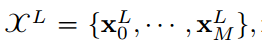 𝒳^L = {x_0^L, ⋯, x_M^L},